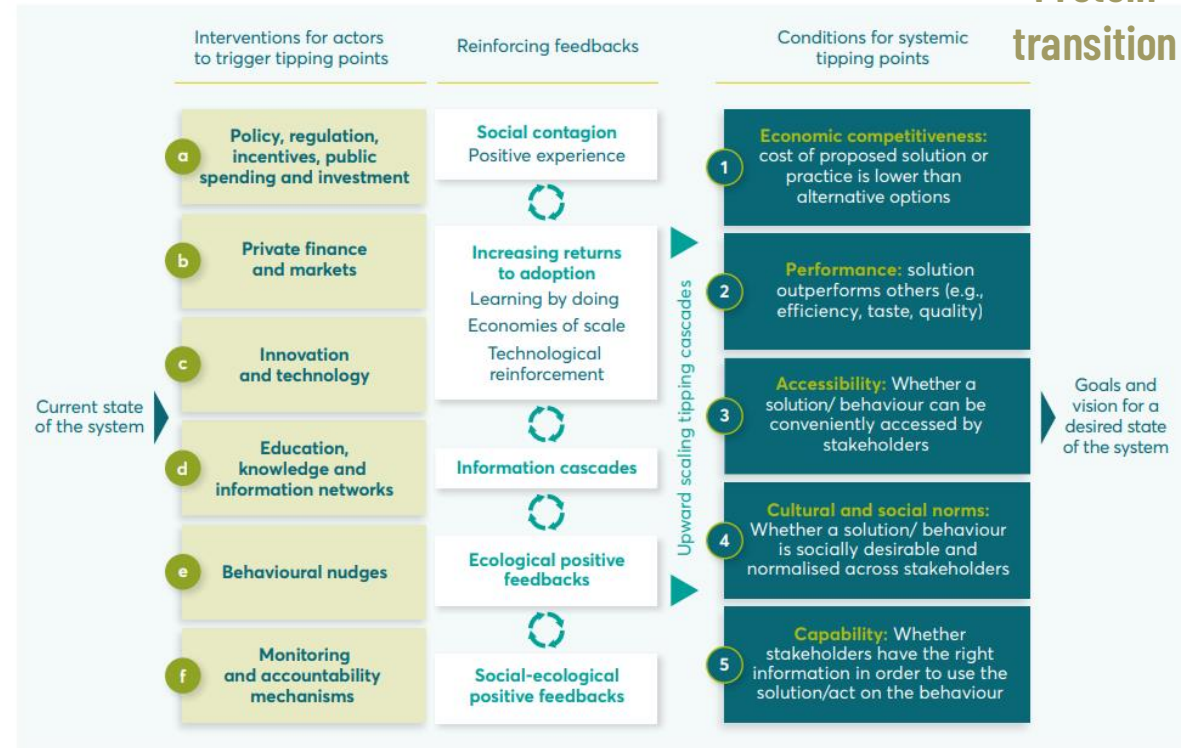 Protein
transition
Interventions for actors
to trigger tipping points
Reinforcing feedbacks
Conditions for systemic
tipping points
Current state
of the system
a
Policy, regulation,
incentives, public
spending and investment
b
Private finance
and markets
c
Innovation
and technology
d
Education,
knowledge and
information networks
e
Behavioural nudges
f
Monitoring
and accountability
mechanisms
Social contagion
Positive experience
Increasing returns
to adoption
Learning by doing
Economies of scale
Technological
reinforcement
Information cascades
Ecological positive
feedbacks
Social-ecological
positive feedbacks
Upward scaling tipping cascades
1
Economic competitiveness:
cost of proposed solution or
practice is lower than
alternative options
2
Performance: solution
outperforms others (e.g.,
efficiency, taste, quality)
3
Accessibility: Whether a
solution/ behaviour can be
conveniently accessed by
stakeholders
4
Cultural and social norms:
Whether a solution/ behaviour
is socially desirable and
normalised across stakeholders
5
Capability: Whether
stakeholders have the right
information in order to use the
solution/act on the behaviour
Goals and
vision for a
desired state
of the system